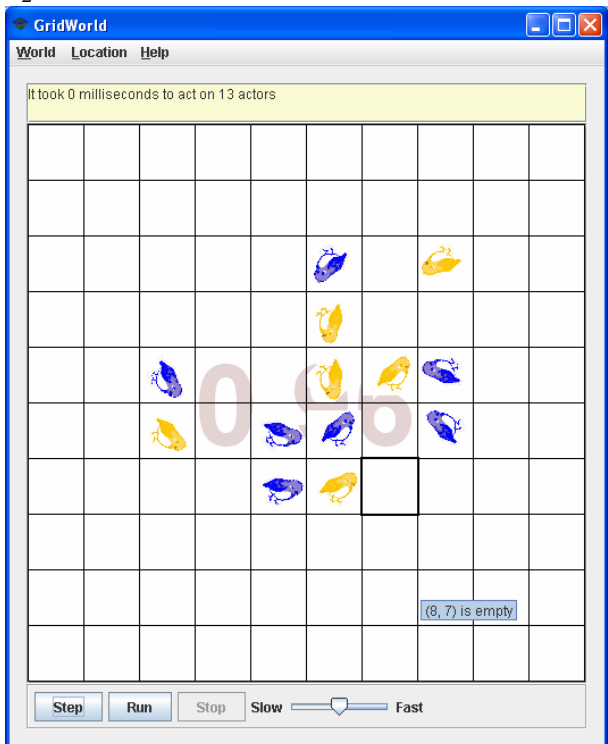 GridWorld
World Location Help
It took 0 milliseconds to act on 13 actors
(8, 7) is empty
Step Run Stop Slow Fast